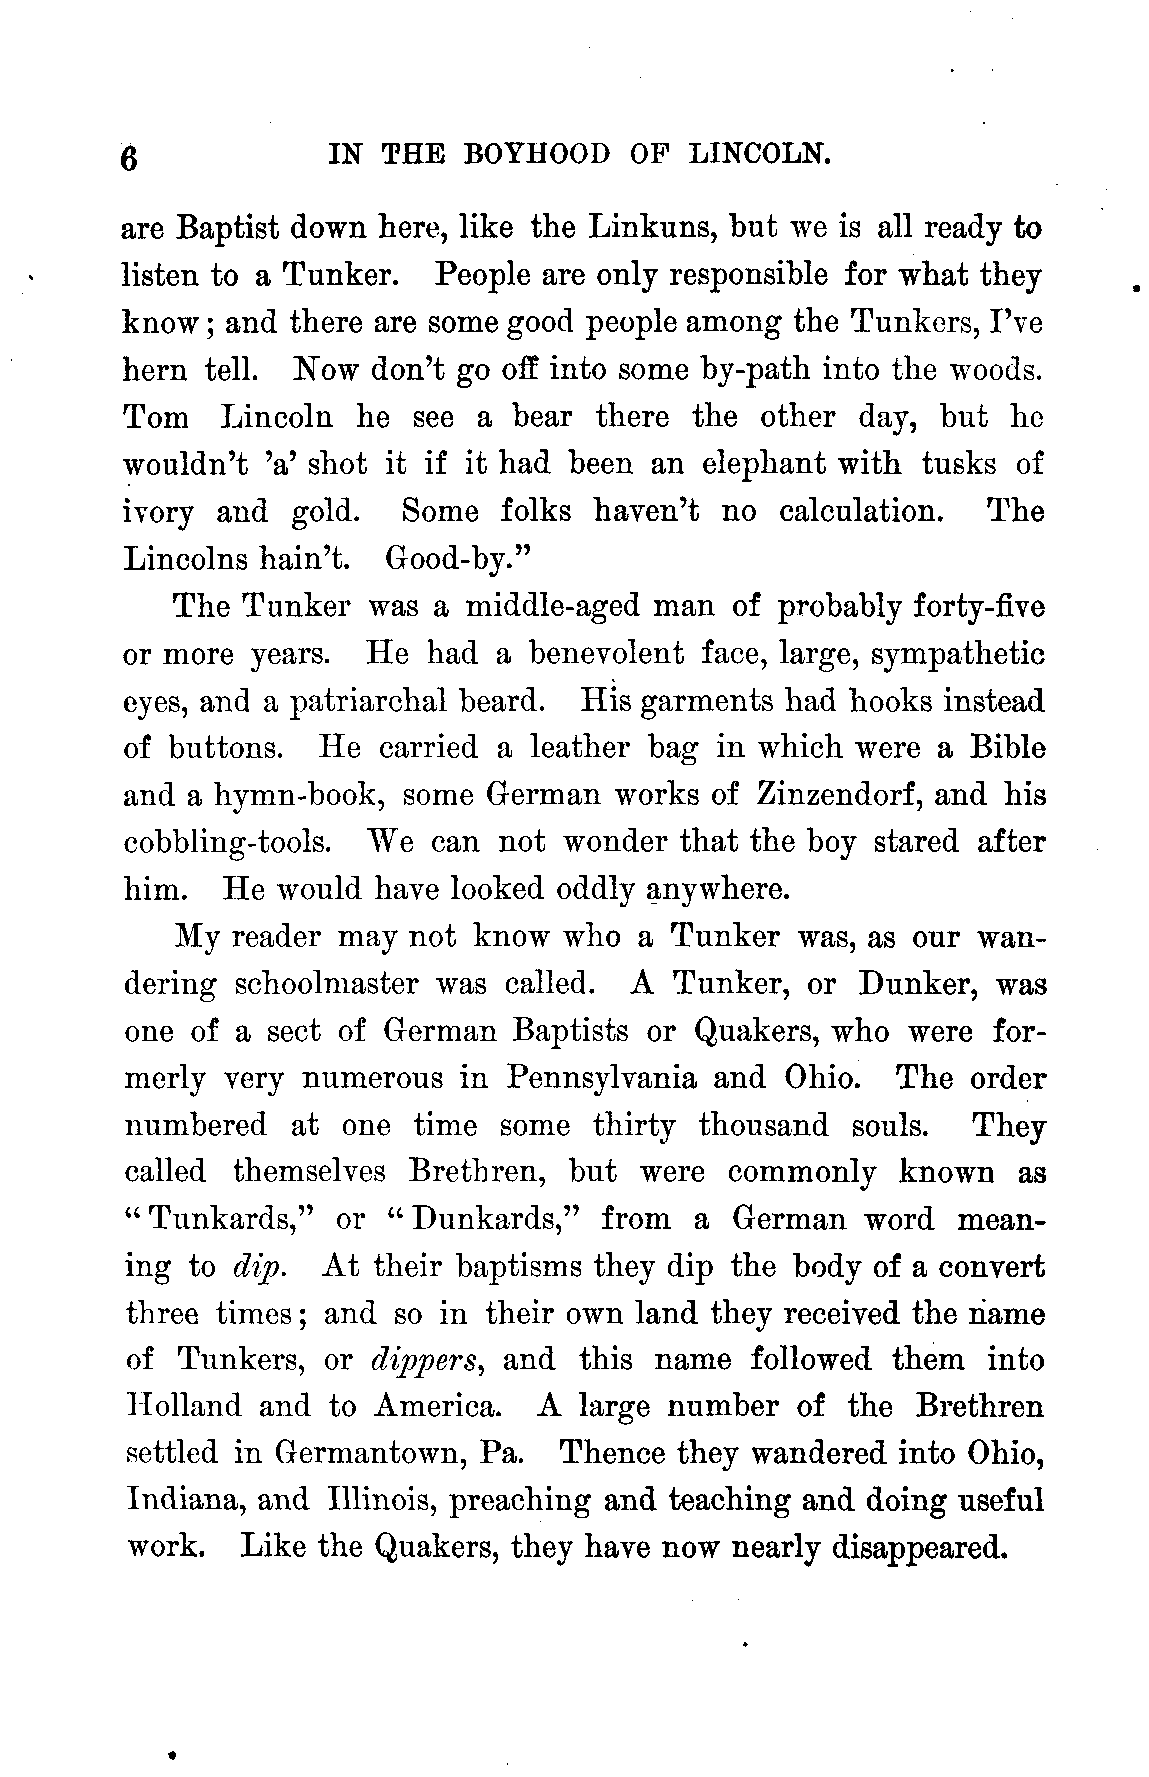 6 IN THE BOYHOOD OF LINCOLN.
are Baptist down here, like the Linkuns, but we is all ready to
listen to a Tunker. People are only responsible for what they
know; and there are some good people among the Tunkers, I've
hern tell. Now don't go off into some by-path into the woods.
Tom Lincoln he see a bear there the other day, but he
wouldn't 'a' shot it if it had been an elephant with tusks of
ivory and gold. Some folks haven't no calculation. The
Lincolns hain't. Good-by."
The Tunker was a middle-aged man of probably forty-five
or more years. He had a benevolent face, large, sympathetic
eyes, and a patriarchal beard. His garments had hooks instead
of buttons. He carried a leather bag in which were a Bible
and a hymn-book, some German works of Zinzendorf, and his
cobbling-tools. We can not wonder that the boy stared after
him. He would have looked oddly anywhere.
My reader may not know who a Tunker was, as our wan-
dering schoolmaster was called. A Tunker, or Dunker, was
one of a sect of German Baptists or Quakers, who were for-
merly very numerous in Pennsylvania and Ohio. The order
numbered at one time some thirty thousand souls. They
called themselves Brethren, but were commonly known as
"Tunkards," or "Dunkards," from a German word mean-
ing to dip. At their baptisms they dip the body of a convert
three times; and so in their own land they received the name
of Tunkers, or dippers, and this name followed them into
Holland and to America. A large number of the Brethren
settled in Germantown, Pa. Thence they wandered into Ohio,
Indiana, and Illinois, preaching and teaching and doing useful
work. Like the Quakers, they have now nearly disappeared.